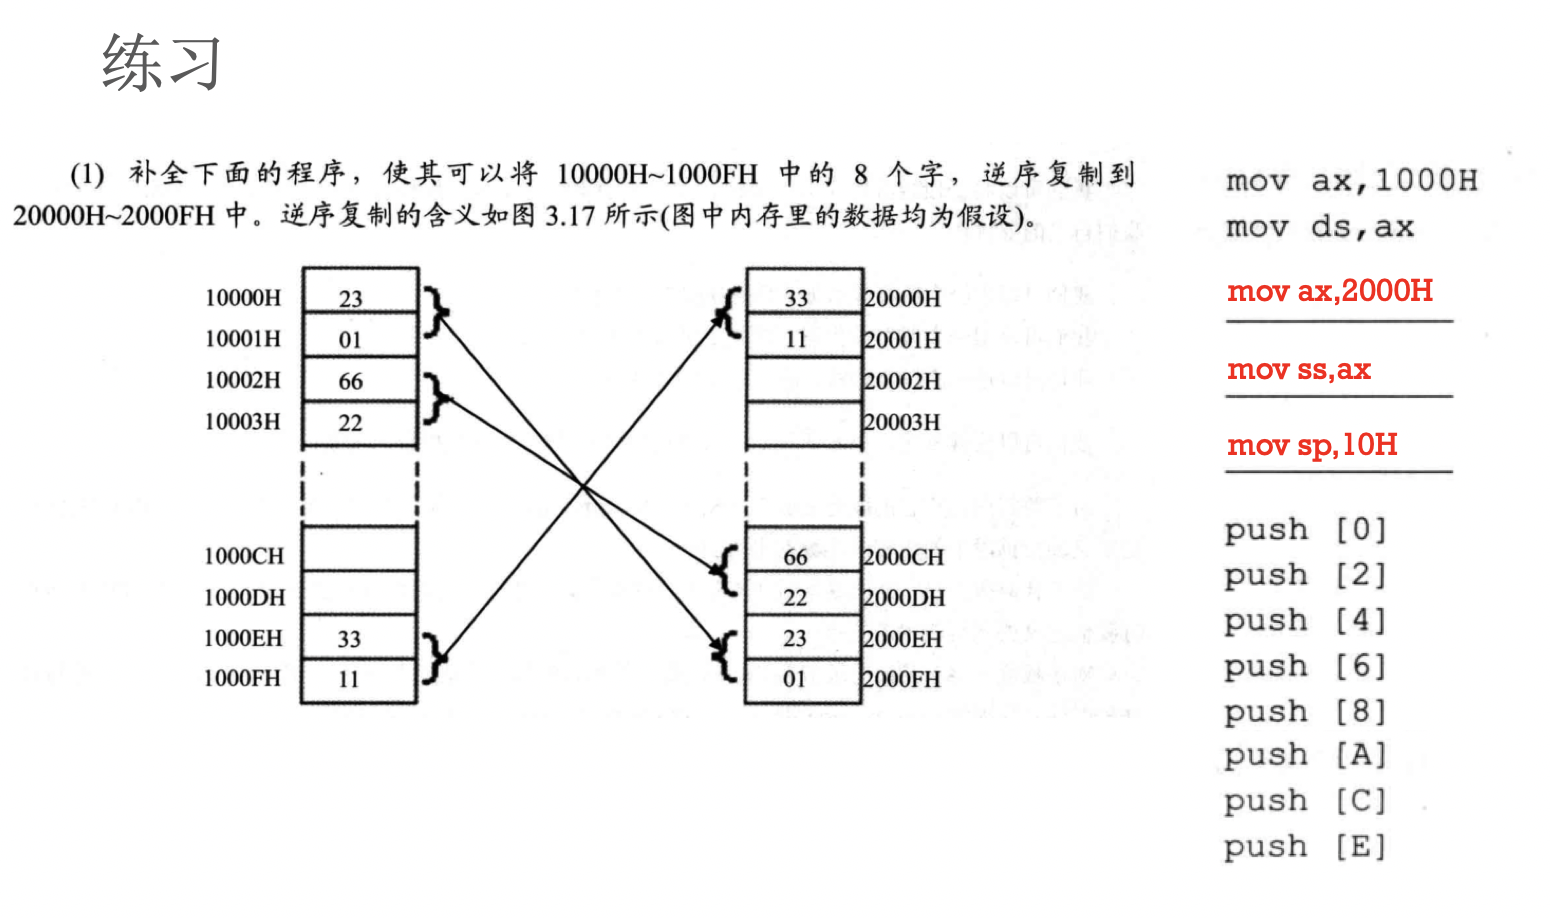 练习
(1) 补全下面的程序，使其可以将 10000H~1000FH 中的 8 个字，逆序复制到
20000H~2000FH 中。逆序复制的含义如图 3.17 所示(图中内存里的数据均为假设)。
10000H 23 33 20000H
10001H 01 11 20001H
10002H 66 20002H
10003H 22 20003H
1000CH 66 2000CH
1000DH 22 2000DH
1000EH 33 23 2000EH
1000FH 11 01 2000FH
mov ax,1000H
mov ds,ax
mov ax,2000H
mov ss,ax
mov sp,10H
push [0]
push [2]
push [4]
push [6]
push [8]
push [A]
push [C]
push [E]